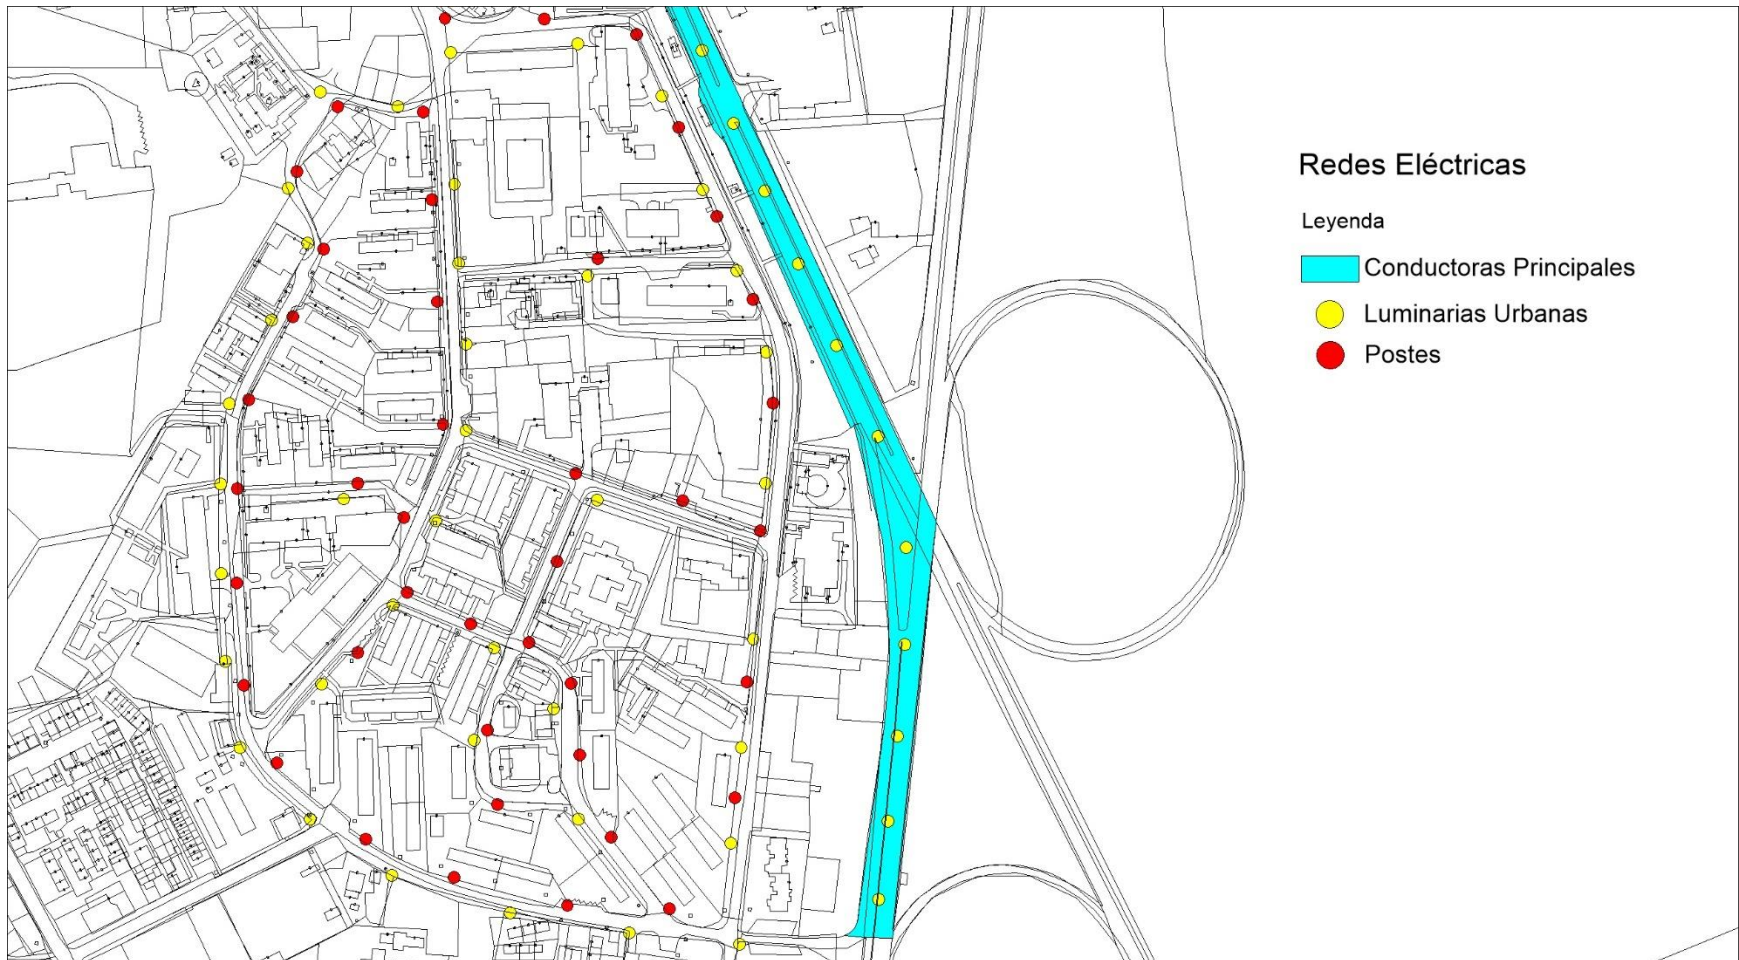 Redes Eléctricas
Leyenda
Conductoras Principales
Luminarias Urbanas
Postes